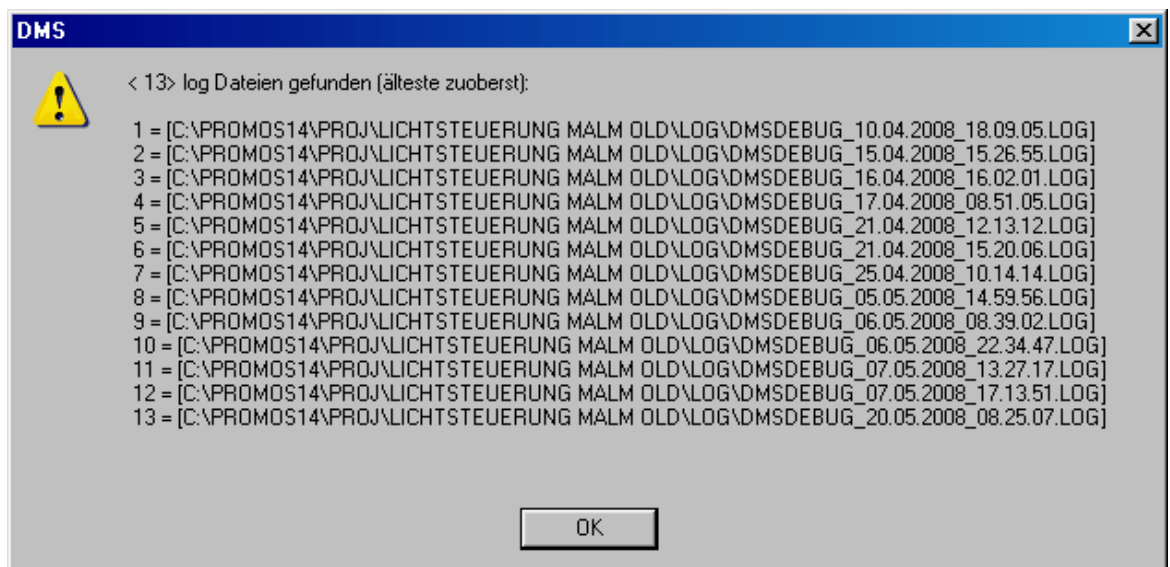 DMS
< 13> log Dateien gefunden (älteste zuoberst):
1 = [C:\PROMOS14\PROJ\LICHTSTEUERUNG MALM OLD\LOG\DMSDEBUG_10.04.2008_18.09.05.LOG]
2 = [C:\PROMOS14\PROJ\LICHTSTEUERUNG MALM OLD\LOG\DMSDEBUG_15.04.2008_15.26.55.LOG]
3 = [C:\PROMOS14\PROJ\LICHTSTEUERUNG MALM OLD\LOG\DMSDEBUG_16.04.2008_16.02.01.LOG]
4 = [C:\PROMOS14\PROJ\LICHTSTEUERUNG MALM OLD\LOG\DMSDEBUG_17.04.2008_08.51.05.LOG]
5 = [C:\PROMOS14\PROJ\LICHTSTEUERUNG MALM OLD\LOG\DMSDEBUG_21.04.2008_12.13.12.LOG]
6 = [C:\PROMOS14\PROJ\LICHTSTEUERUNG MALM OLD\LOG\DMSDEBUG_21.04.2008_15.20.06.LOG]
7 = [C:\PROMOS14\PROJ\LICHTSTEUERUNG MALM OLD\LOG\DMSDEBUG_25.04.2008_10.14.14.LOG]
8 = [C:\PROMOS14\PROJ\LICHTSTEUERUNG MALM OLD\LOG\DMSDEBUG_05.05.2008_14.59.56.LOG]
9 = [C:\PROMOS14\PROJ\LICHTSTEUERUNG MALM OLD\LOG\DMSDEBUG_06.05.2008_08.39.02.LOG]
10 = [C:\PROMOS14\PROJ\LICHTSTEUERUNG MALM OLD\LOG\DMSDEBUG_06.05.2008_22.34.47.LOG]
11 = [C:\PROMOS14\PROJ\LICHTSTEUERUNG MALM OLD\LOG\DMSDEBUG_07.05.2008_13.27.17.LOG]
12 = [C:\PROMOS14\PROJ\LICHTSTEUERUNG MALM OLD\LOG\DMSDEBUG_07.05.2008_17.13.51.LOG]
13 = [C:\PROMOS14\PROJ\LICHTSTEUERUNG MALM OLD\LOG\DMSDEBUG_20.05.2008_08.25.07.LOG]
OK